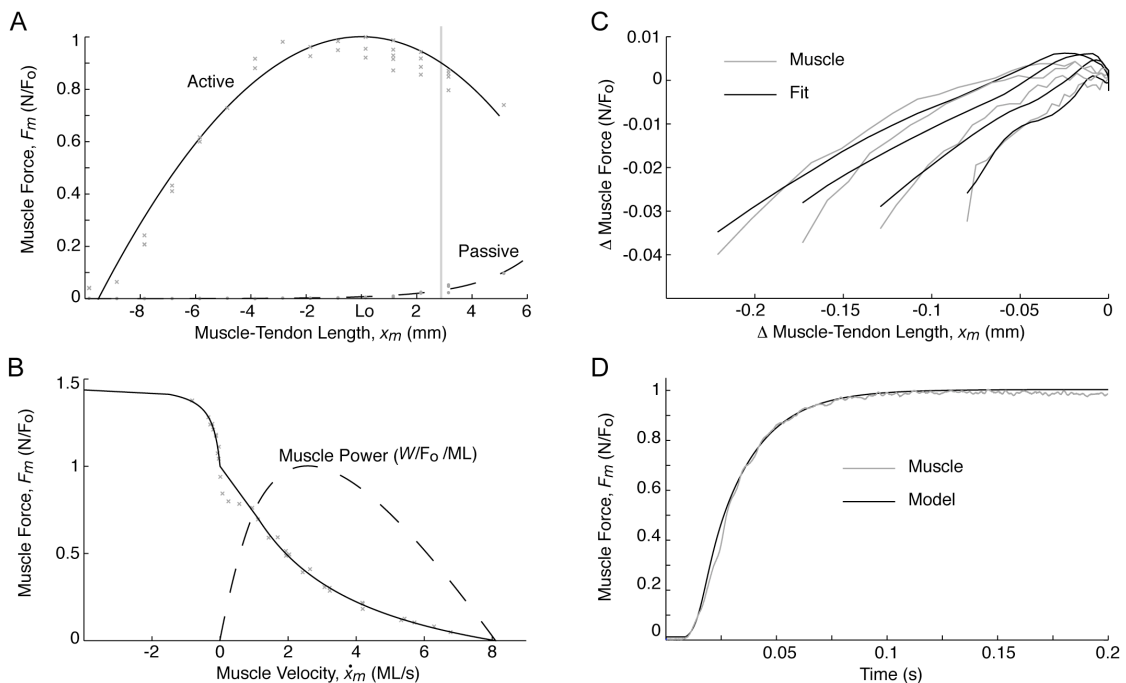 A
Muscle Force, Fm (N/Fo)
1
0.8
0.6
0.4
0.2
0
Active
Passive
-8
-6
-4
-2
Lo
2
4
6
Muscle-Tendon Length, xm (mm)
B
Muscle Force, Fm (N/Fo)
1.5
1
0.5
0
Muscle Power (W/Fo /ML)
-2
0
2
4
6
8
Muscle Velocity, ẋm (ML/s)
C
Δ Muscle Force (N/Fo)
0.01
0
-0.01
-0.02
-0.03
-0.04
Muscle
Fit
-0.2
-0.15
-0.1
-0.05
0
Δ Muscle-Tendon Length, xm (mm)
D
Muscle Force, Fm (N/Fo)
1
0.8
0.6
0.4
0.2
0
Muscle
Model
0.05
0.1
0.15
0.2
Time (s)